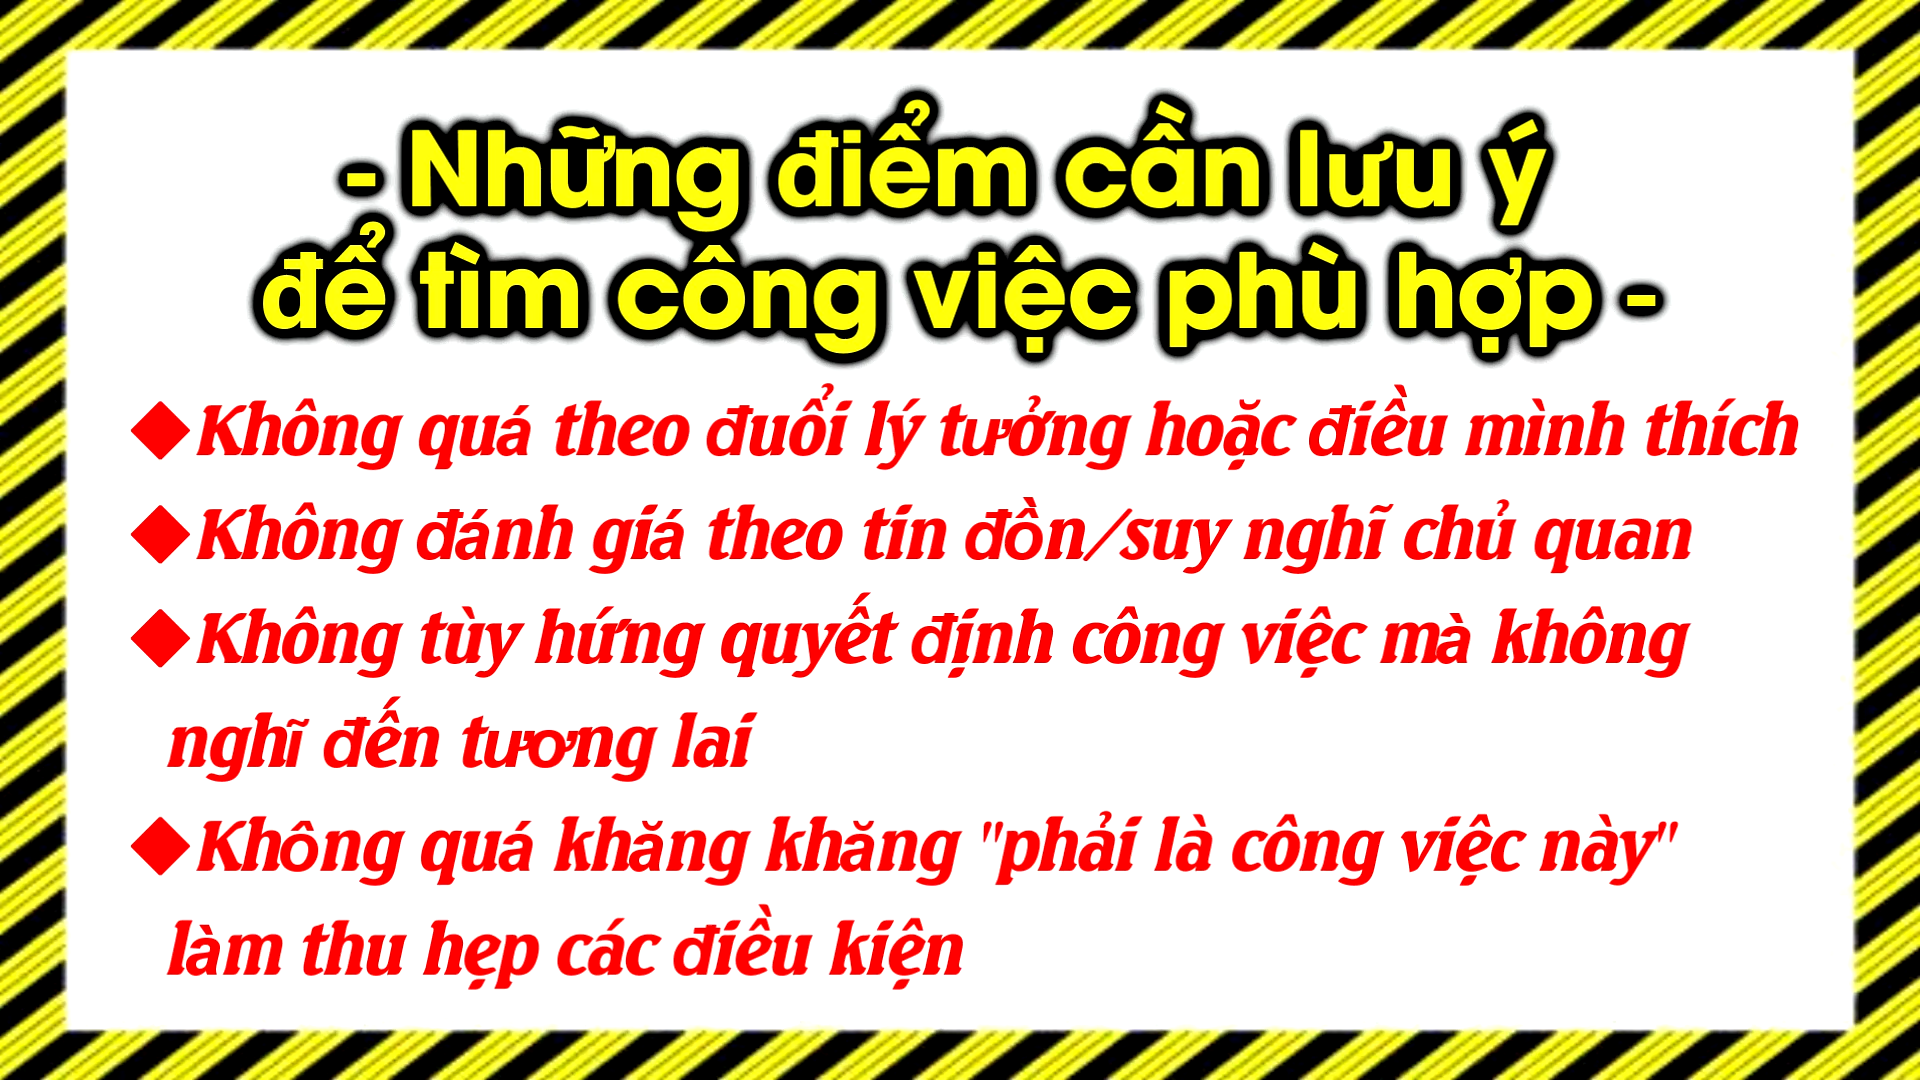 - Những điểm cần lưu ý
để tìm công việc phù hợp -
◆Không quá theo đuổi lý tưởng hoặc điều mình thích
◆Không đánh giá theo tin đồn/suy nghĩ chủ quan
◆Không tùy hứng quyết định công việc mà không
nghĩ đến tương lai
◆Không quá khăng khăng "phải là công việc này"
làm thu hẹp các điều kiện